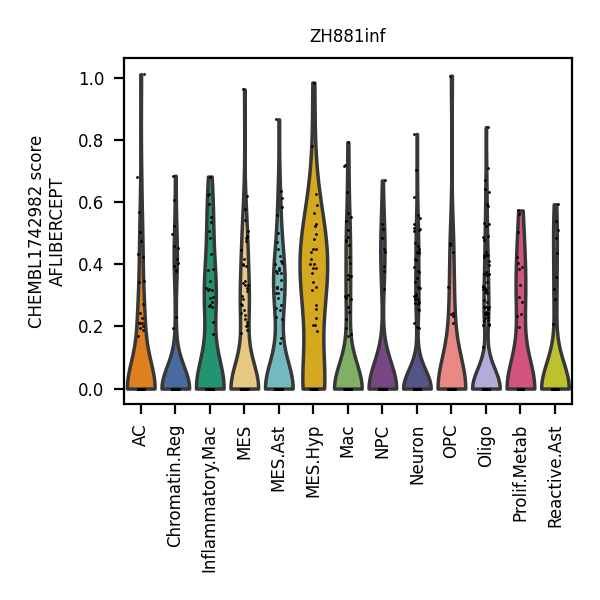 ZH881inf
CHEMBL1742982 score
AFLIBERCEPT
1.0
0.8
0.6
0.4
0.2
0.0
AC
Chromatin.Reg
Inflammatory.Mac
MES
MES.Ast
MES.Hyp
Mac
NPC
Neuron
OPC
Oligo
Prolif.Metab
Reactive.Ast